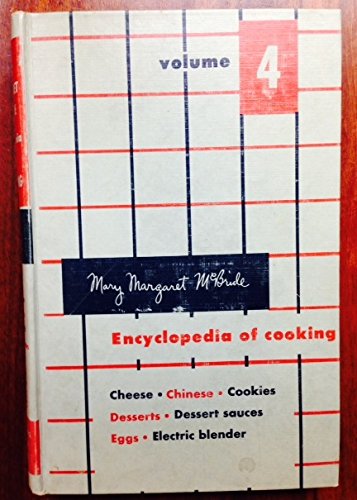 volume 4
Mary Margaret McBride
Encyclopedia of cooking
Cheese • Chinese • Cookies
Desserts • Dessert sauces
Eggs • Electric blender